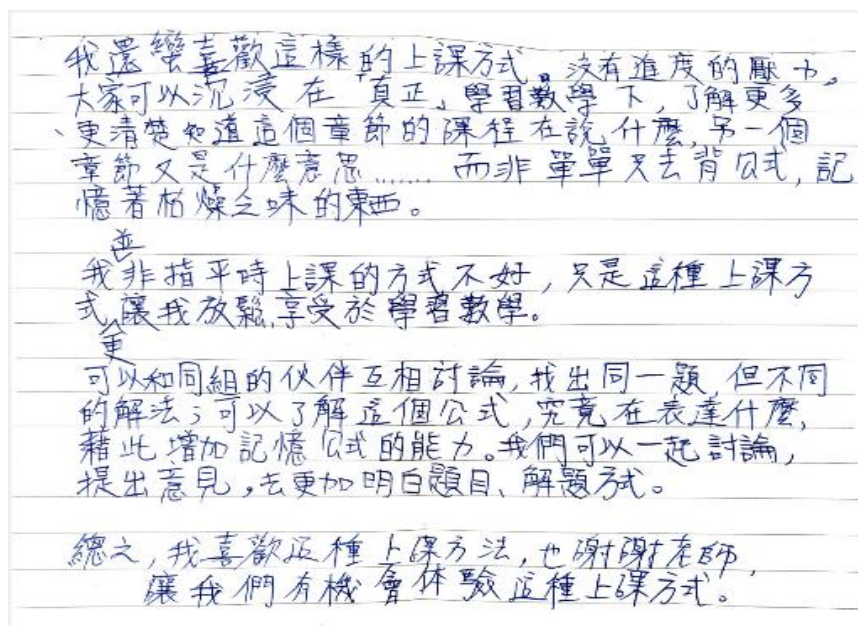 我還蠻喜歡這樣的上課方式。沒有進度的壓力，
大家可以沉浸在「真正」學習數學下，了解更多
、更清楚知道這個章節的課程在說什麼，另一個
章節又是什麼意思……而非單單只去背公式，記
憶著枯燥乏味的東西。
我並非指平時上課的方式不好，只是這種上課方
式更讓我放鬆，享受於學習數學。
可以和同組的伙伴互相討論，找出同一題，但不同
的解法；可以了解這個公式，究竟在表達什麼，
藉此增加記憶公式的能力。我們可以一起討論，
提出意見，去更加明白題目、解題方式。
總之，我喜歡這種上課方法，也謝謝老師，
讓我們有機會体驗這種上課方式。